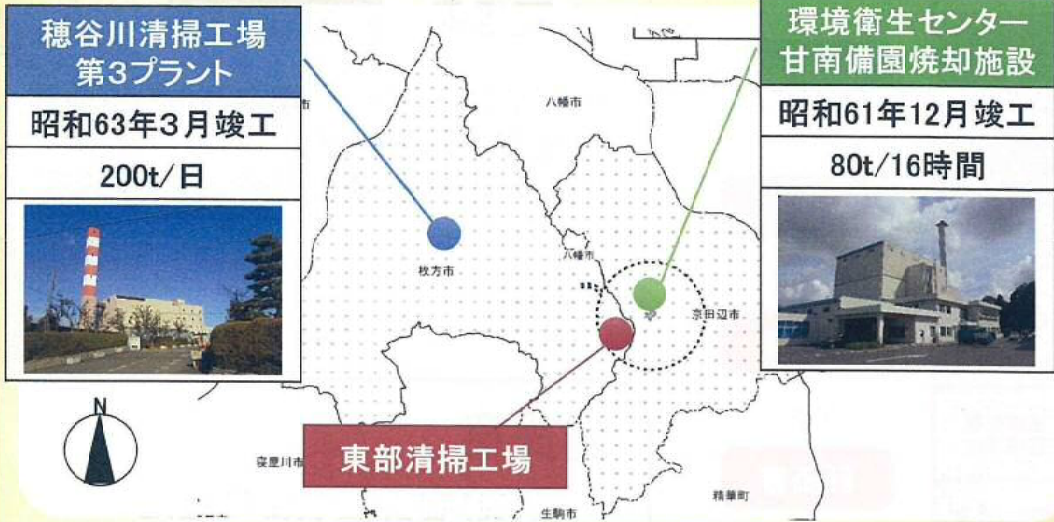 穂谷川清掃工場
第3プラント
昭和63年3月竣工
200t/日
環境衛生センター
甘南備園焼却施設
昭和61年12月竣工
80t/16時間
八幡市
枚方市
八幡市
京田辺市
東部清掃工場
N
寝屋川市
精華町
生駒市